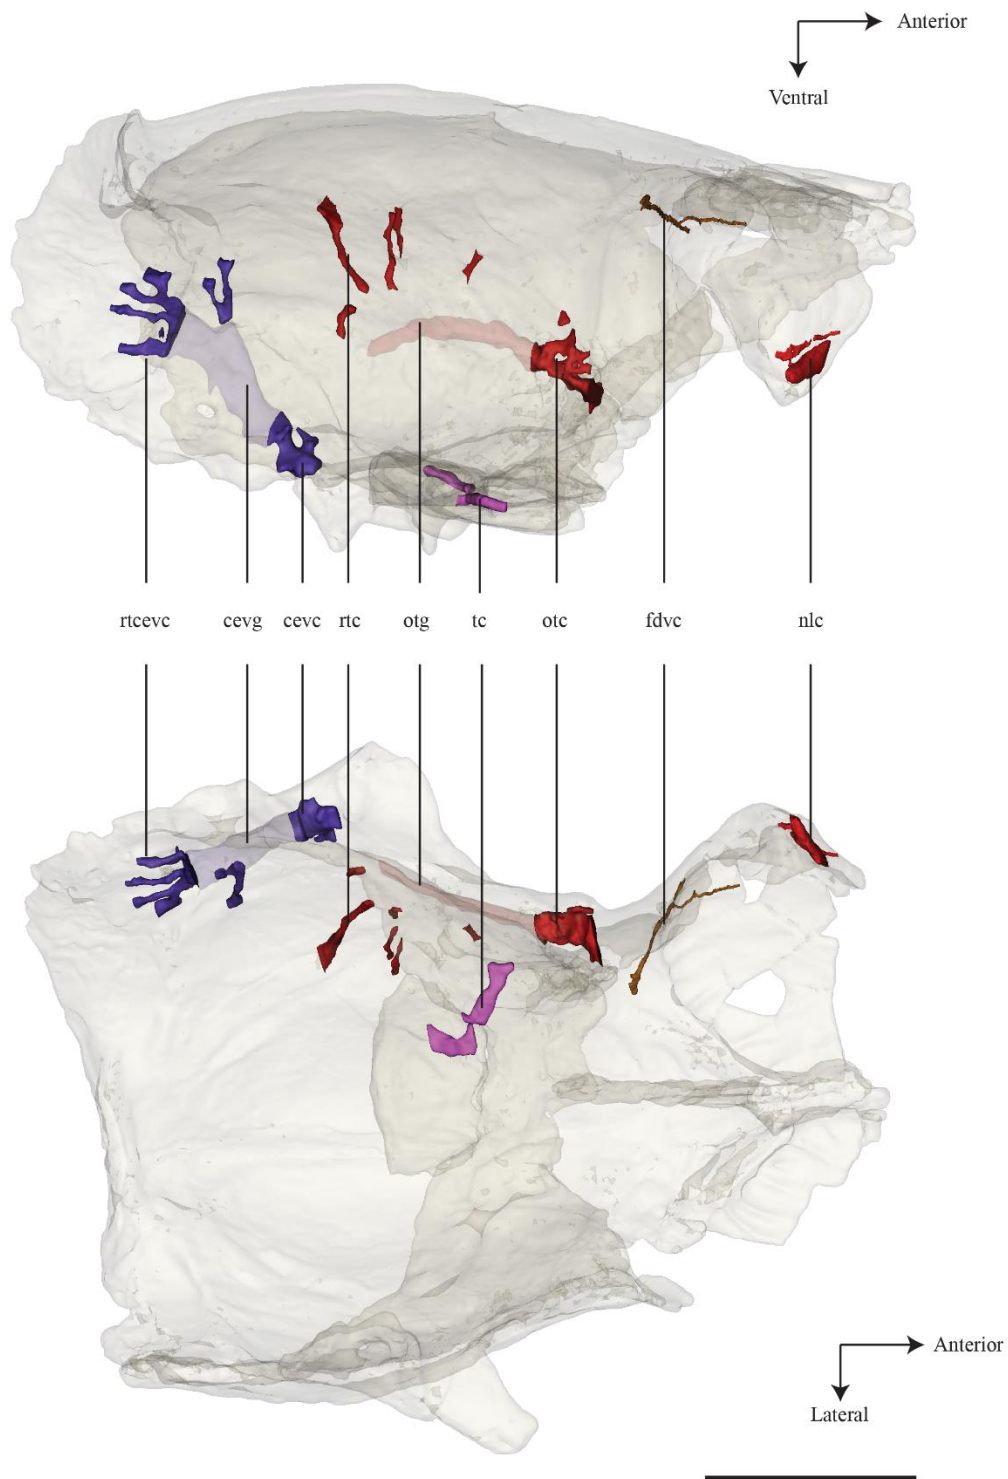 Anterior
Ventral
rtcevc cevg cevc rtc otg tc otc fdvc nlc
Anterior
Lateral